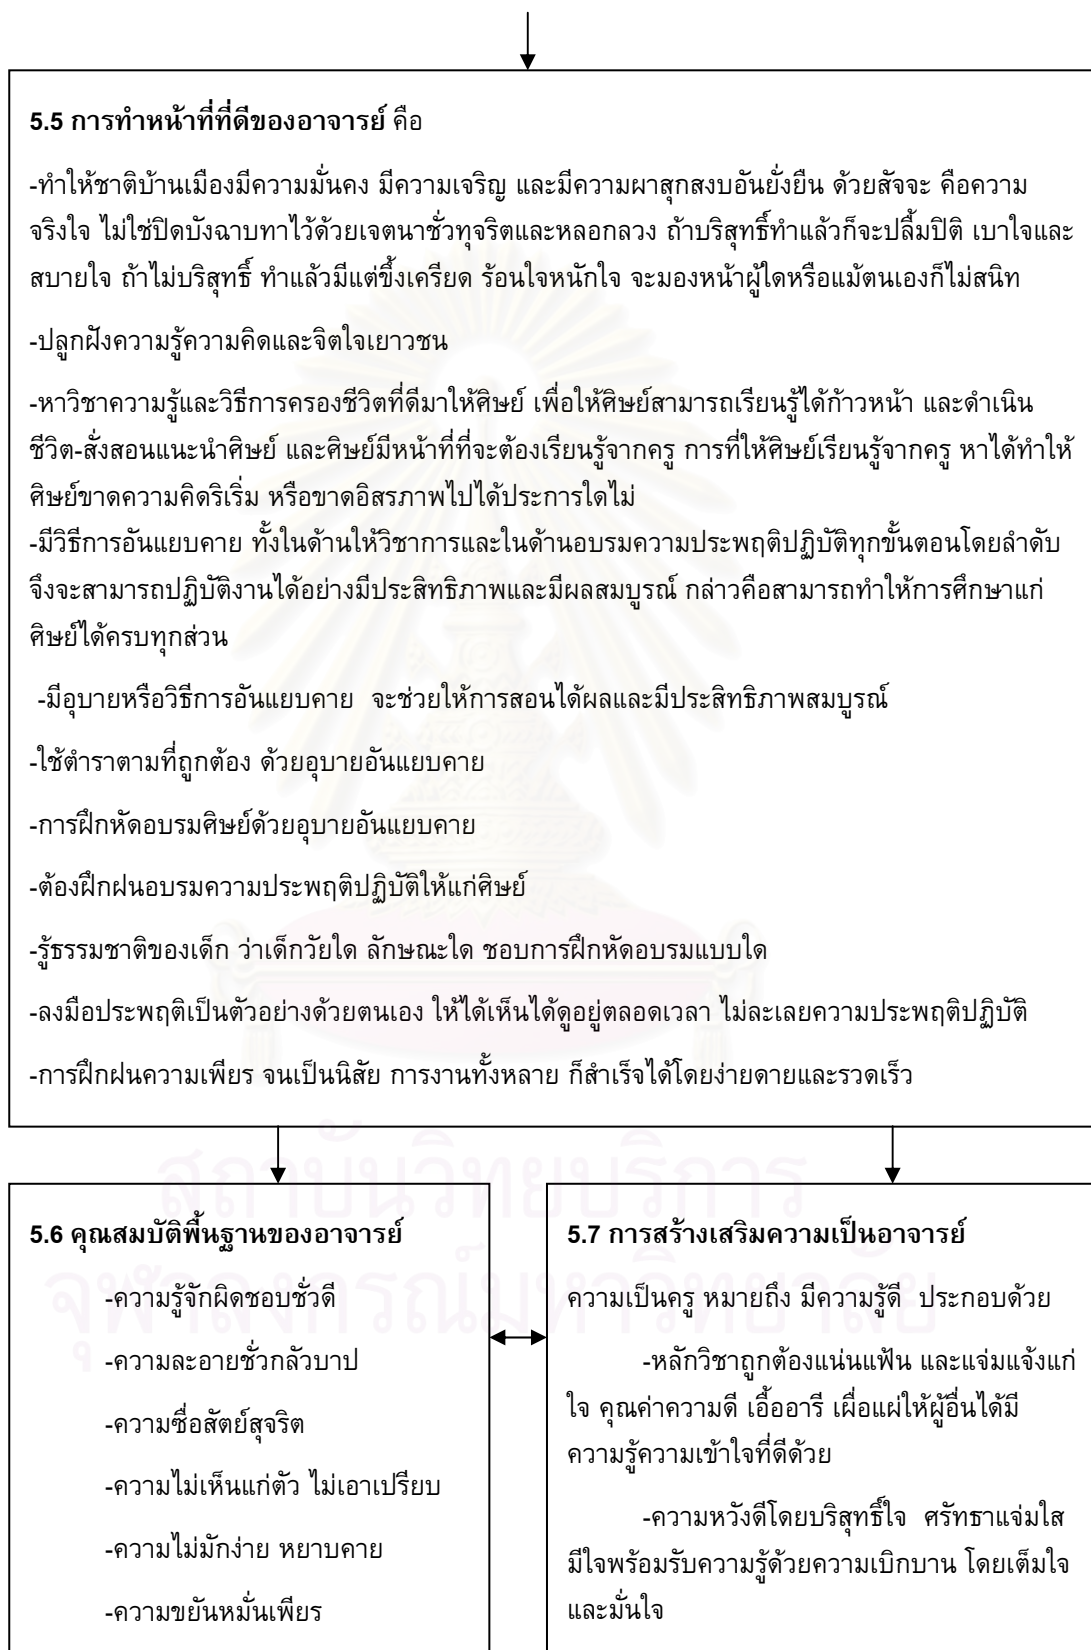 5.5 การทำหน้าที่ที่ดีของอาจารย์ คือ
-ทำให้ชาติบ้านเมืองมีความมั่นคง มีความเจริญ และมีความผาสุกสงบอันยั่งยืน ด้วยสัจจะ คือความ
จริงใจ ไม่ใช่ปิดบังฉาบทาไว้ด้วยเจตนาชั่วทุจริตและหลอกลวง ถ้าบริสุทธิ์ทำแล้วก็จะปลื้มปิติ เบาใจและ
สบายใจ ถ้าไม่บริสุทธิ์ ทำแล้วมีแต่ขึ้งเครียด ร้อนใจหนักใจ จะมองหน้าผู้ใดหรือแม้ตนเองก็ไม่สนิท
-ปลูกฝังความรู้ความคิดและจิตใจเยาวชน
-หาวิชาความรู้และวิธีการครองชีวิตที่ดีมาให้ศิษย์ เพื่อให้ศิษย์สามารถเรียนรู้ได้ก้าวหน้า และดำเนิน
ชีวิต-สั่งสอนแนะนำศิษย์ และศิษย์มีหน้าที่ที่จะต้องเรียนรู้จากครู การที่ให้ศิษย์เรียนรู้จากครู หาได้ทำให้
ศิษย์ขาดความคิดริเริ่ม หรือขาดอิสรภาพไปได้ประการใดไม่
-มีวิธีการอันแยบคาย ทั้งในด้านให้วิชาการและในด้านอบรมความประพฤติปฏิบัติทุกขั้นตอนโดยลำดับ
จึงจะสามารถปฏิบัติงานได้อย่างมีประสิทธิภาพและมีผลสมบูรณ์ กล่าวคือสามารถทำให้การศึกษาแก่
ศิษย์ได้ครบทุกส่วน
-มีอุบายหรือวิธีการอันแยบคาย จะช่วยให้การสอนได้ผลและมีประสิทธิภาพสมบูรณ์
-ใช้ตำราตามที่ถูกต้อง ด้วยอุบายอันแยบคาย
-การฝึกหัดอบรมศิษย์ด้วยอุบายอันแยบคาย
-ต้องฝึกฝนอบรมความประพฤติปฏิบัติให้แก่ศิษย์
-รู้ธรรมชาติของเด็ก ว่าเด็กวัยใด ลักษณะใด ชอบการฝึกหัดอบรมแบบใด
-ลงมือประพฤติเป็นตัวอย่างด้วยตนเอง ให้ได้เห็นได้ดูอยู่ตลอดเวลา ไม่ละเลยความประพฤติปฏิบัติ
-การฝึกฝนความเพียร จนเป็นนิสัย การงานทั้งหลาย ก็สำเร็จได้โดยง่ายดายและรวดเร็ว
สถาบันวิทยบริการ
จุฬาลงกรณ์มหาวิทยาลัย
5.6 คุณสมบัติพื้นฐานของอาจารย์
-ความรู้จักผิดชอบชั่วดี
-ความละอายชั่วกลัวบาป
-ความซื่อสัตย์สุจริต
-ความไม่เห็นแก่ตัว ไม่เอาเปรียบ
-ความไม่มักง่าย หยาบคาย
-ความขยันหมั่นเพียร
5.7 การสร้างเสริมความเป็นอาจารย์
ความเป็นครู หมายถึง มีความรู้ดี ประกอบด้วย
-หลักวิชาถูกต้องแน่นแฟ้น และแจ่มแจ้งแก่
ใจ คุณค่าความดี เอื้ออารี เผื่อแผ่ให้ผู้อื่นได้มี
ความรู้ความเข้าใจที่ดีด้วย
-ความหวังดีโดยบริสุทธิ์ใจ ศรัทธาแจ่มใส
มีใจพร้อมรับความรู้ด้วยความเบิกบาน โดยเต็มใจ
และมั่นใจ